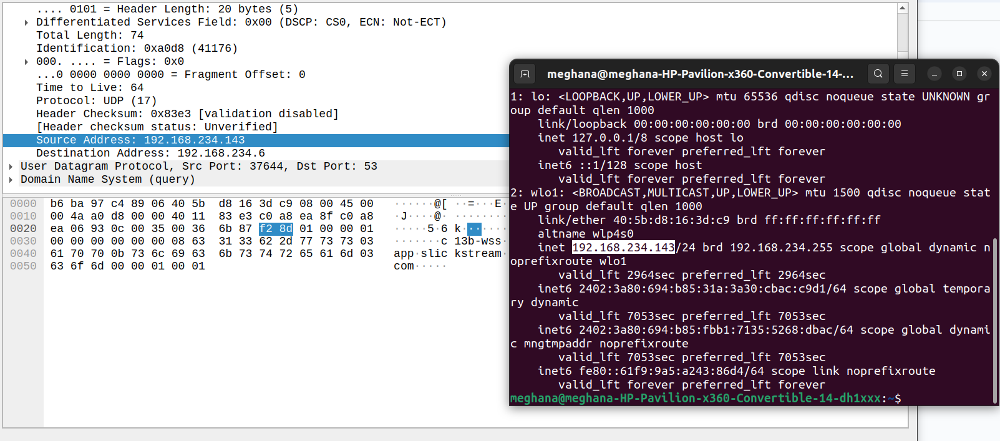 .... 0101 = Header Length: 20 bytes (5)
Differentiated Services Field: 0x00 (DSCP: CS0, ECN: Not-ECT)
Total Length: 74
Identification: 0xa0d8 (41176)
000. .... = Flags: 0x0
...0 0000 0000 0000 = Fragment Offset: 0
Time to Live: 64
Protocol: UDP (17)
Header Checksum: 0x83e3 [validation disabled]
[Header checksum status: Unverified]
Source Address: 192.168.234.143
Destination Address: 192.168.234.6
User Datagram Protocol, Src Port: 37644, Dst Port: 53
Domain Name System (query)
0000 b6 ba 97 c4 89 06 40 5b d8 16 3d c9 08 00 45 00 ······@[ ··=···E·
0010 00 4a a0 d8 00 00 40 11 83 e3 c0 a8 ea 8f c0 a8 ·J····@· ········
0020 ea 06 93 0c 00 35 00 36 6b 87 f2 8d 01 00 00 01 ·····5·6 k·······
0030 00 00 00 00 00 00 08 63 31 33 62 2d 77 73 73 03 ·······c 13b-wss·
0040 61 70 70 0b 73 6c 69 63 6b 73 74 72 65 61 6d 03 app·slic kstream·
0050 63 6f 6d 00 00 01 00 01 com·····
meghana@meghana-HP-Pavilion-x360-Convertible-14-...
1: lo: <LOOPBACK,UP,LOWER_UP> mtu 65536 qdisc noqueue state UNKNOWN gr
oup default qlen 1000
link/loopback 00:00:00:00:00:00 brd 00:00:00:00:00:00
inet 127.0.0.1/8 scope host lo
valid_lft forever preferred_lft forever
inet6 ::1/128 scope host
valid_lft forever preferred_lft forever
2: wlo1: <BROADCAST,MULTICAST,UP,LOWER_UP> mtu 1500 qdisc noqueue stat
e UP group default qlen 1000
link/ether 40:5b:d8:16:3d:c9 brd ff:ff:ff:ff:ff:ff
altname wlp4s0
inet 192.168.234.143/24 brd 192.168.234.255 scope global dynamic n
oprefixroute wlo1
valid_lft 2964sec preferred_lft 2964sec
inet6 2402:3a80:694:b85:31a:3a30:cbac:c9d1/64 scope global tempora
ry dynamic
valid_lft 7053sec preferred_lft 7053sec
inet6 2402:3a80:694:b85:fbb1:7135:5268:dbac/64 scope global dynami
c mngtmpaddr noprefixroute
valid_lft 7053sec preferred_lft 7053sec
inet6 fe80::61f9:9a5:a243:86d4/64 scope link noprefixroute
valid_lft forever preferred_lft forever
meghana@meghana-HP-Pavilion-x360-Convertible-14-dh1xxx:~$